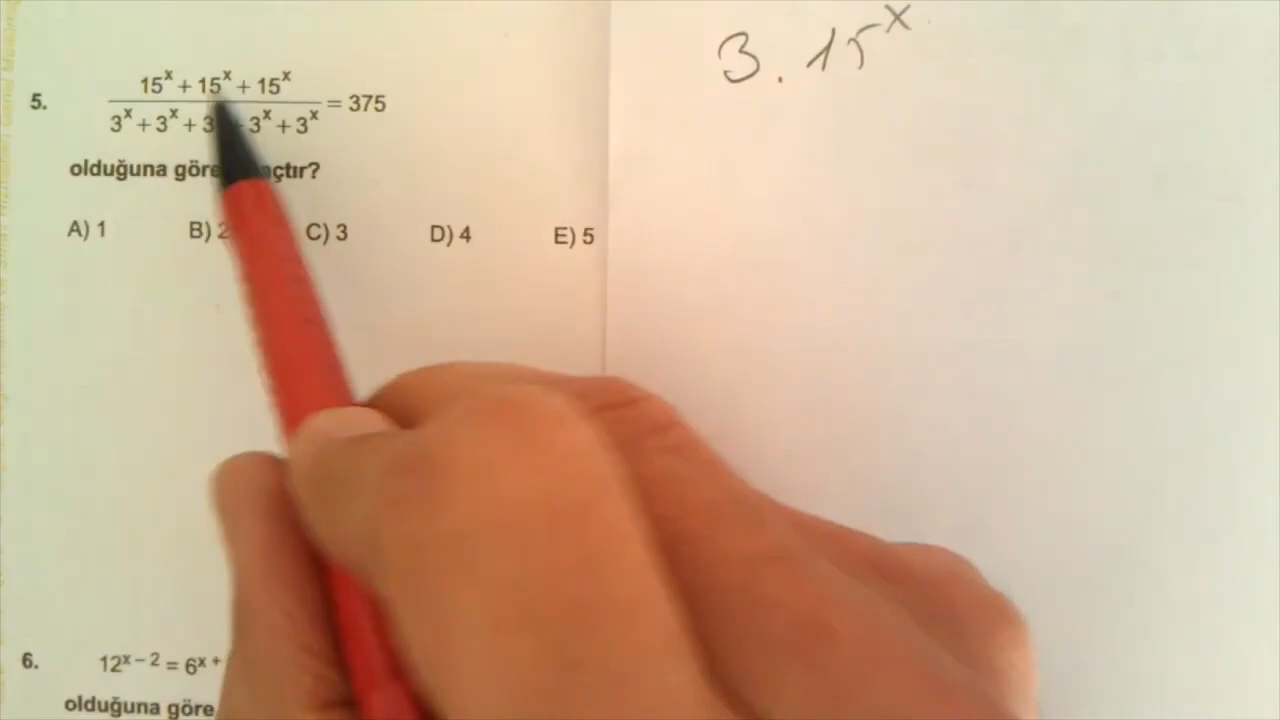 3 . 15^x
5.
15^x + 15^x + 15^x
3^x + 3^x + 3 + 3^x + 3^x
= 375
olduğuna göre
A) 1 B) 2 C) 3 D) 4 E) 5
6. 12^x – 2 = 6^x +
olduğuna göre